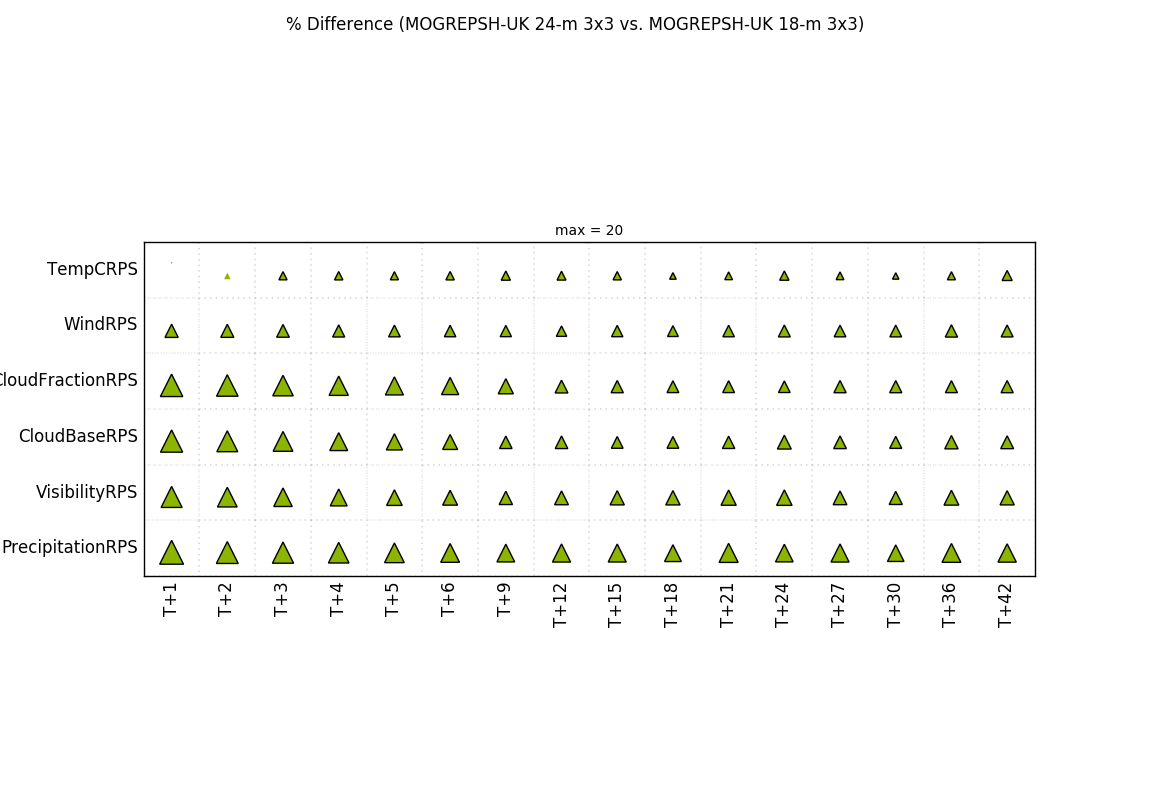 % Difference (MOGREPSH-UK 24-m 3x3 vs. MOGREPSH-UK 18-m 3x3)
max = 20
TempCRPS
WindRPS
CloudFractionRPS
CloudBaseRPS
VisibilityRPS
PrecipitationRPS
T+1 T+2 T+3 T+4 T+5 T+6 T+9 T+12 T+15 T+18 T+21 T+24 T+27 T+30 T+36 T+42